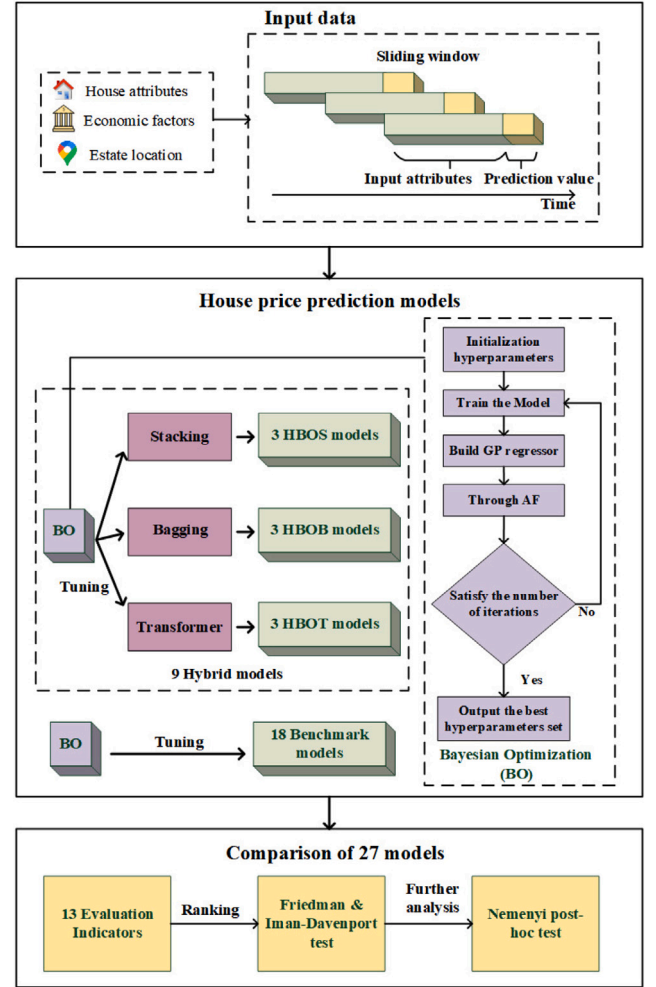 Input data
Sliding window
House attributes
Economic factors
Estate location
Input attributes
Prediction value
Time
House price prediction models
Initialization
hyperparameters
Train the Model
Build GP regressor
Through AF
Satisfy the number
of iterations
No
Yes
Output the best
hyperparameters set
Bayesian Optimization
(BO)
BO
Tuning
Stacking
3 HBOS models
Bagging
3 HBOB models
Transformer
3 HBOT models
9 Hybrid models
BO
Tuning
18 Benchmark
models
Comparison of 27 models
13 Evaluation
Indicators
Ranking
Friedman &
Iman-Davenport
test
Further
analysis
Nemenyi post-
hoc test